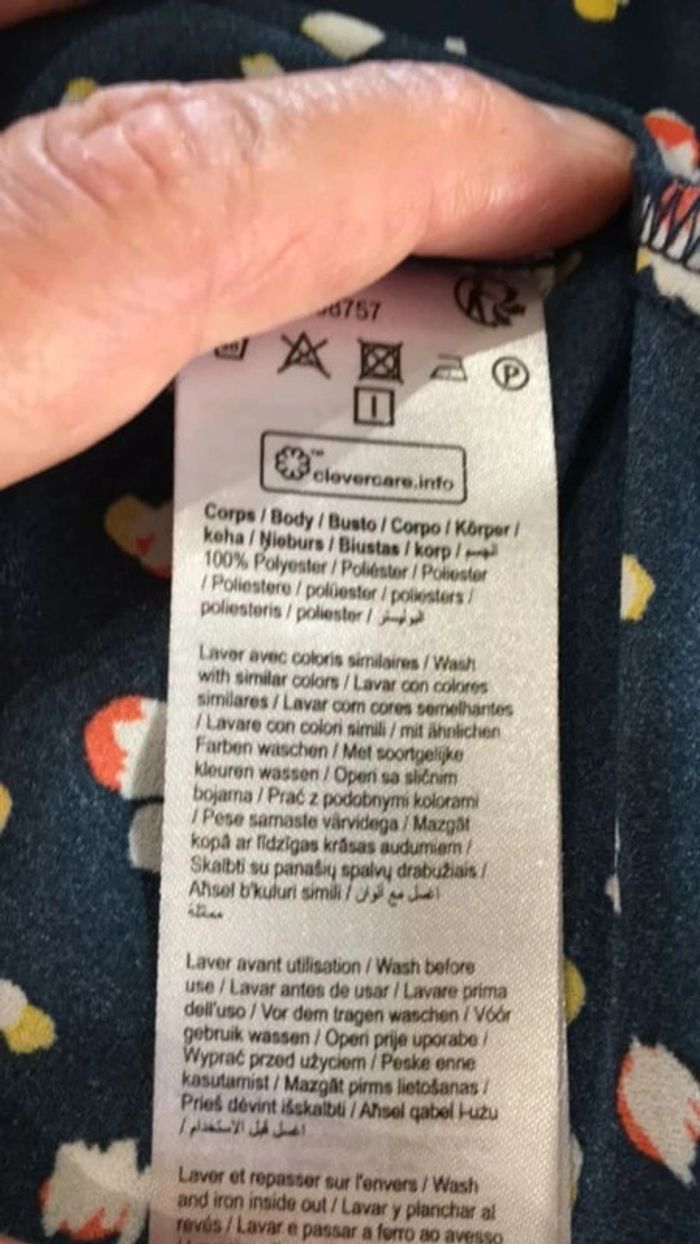 8757
P
clevercare.info
Corps / Body / Busto / Corpo / Körper /
keha / Ņieburs / Biustas / korp / الجسم
100% Polyester / Poliéster / Poliester
/ Poliestere / polüester / poliesters /
poliesteris / poliester / البوليستر
Laver avec coloris similaires / Wash
with similar colors / Lavar con colores
similares / Lavar com cores semelhantes
/ Lavare con colori simili / mit ähnlichen
Farben waschen / Met soortgelijke
kleuren wassen / Operi sa sličnim
bojama / Prać z podobnymi kolorami
/ Pese samaste värvidega / Mazgāt
kopā ar līdzīgas krāsas audumiem /
Skalbti su panašių spalvų drabužiais /
Aħsel b'kuluri simili / اغسل مع ألوان
مماثلة
Laver avant utilisation / Wash before
use / Lavar antes de usar / Lavare prima
dell'uso / Vor dem tragen waschen / Vóór
gebruik wassen / Operi prije uporabe /
Wyprać przed użyciem / Peske enne
kasutamist / Mazgāt pirms lietošanas /
Prieš dėvint išskalbti / Aħsel qabel l-użu
/ اغسل قبل الاستخدام
Laver et repasser sur l'envers / Wash
and iron inside out / Lavar y planchar al
revés / Lavar e passar a ferro ao avesso